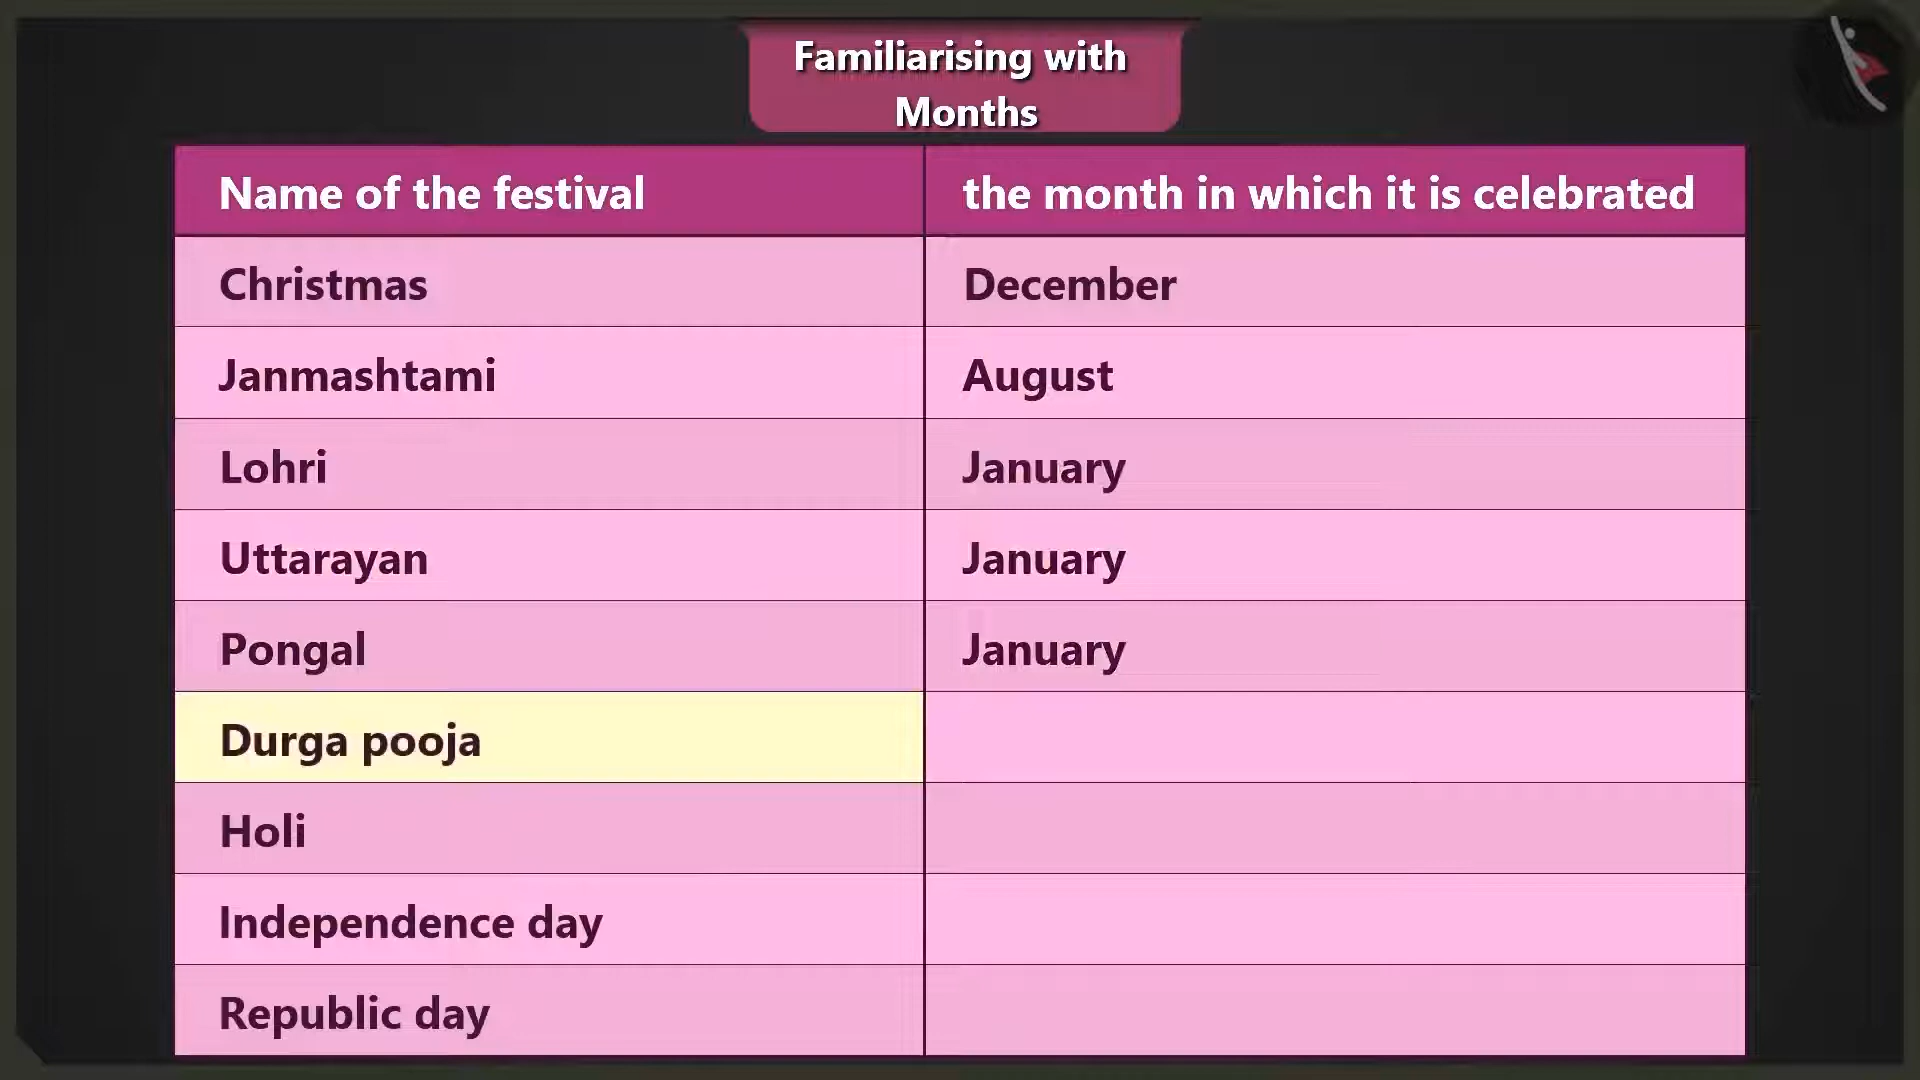 Familiarising with
Months
Name of the festival
the month in which it is celebrated
Christmas
December
Janmashtami
August
Lohri
January
Uttarayan
January
Pongal
January
Durga pooja
Holi
Independence day
Republic day